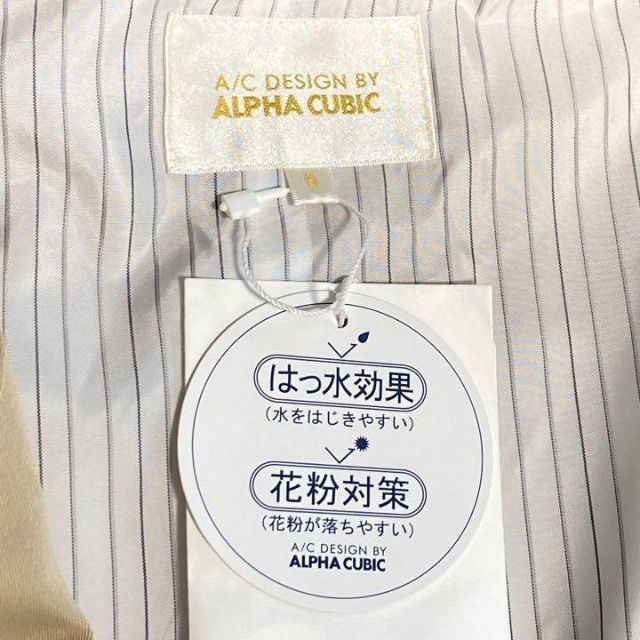 A/C DESIGN BY
ALPHA CUBIC
9
はっ水効果
(水をはじきやすい)
花粉対策
(花粉が落ちやすい)
A/C DESIGN BY
ALPHA CUBIC